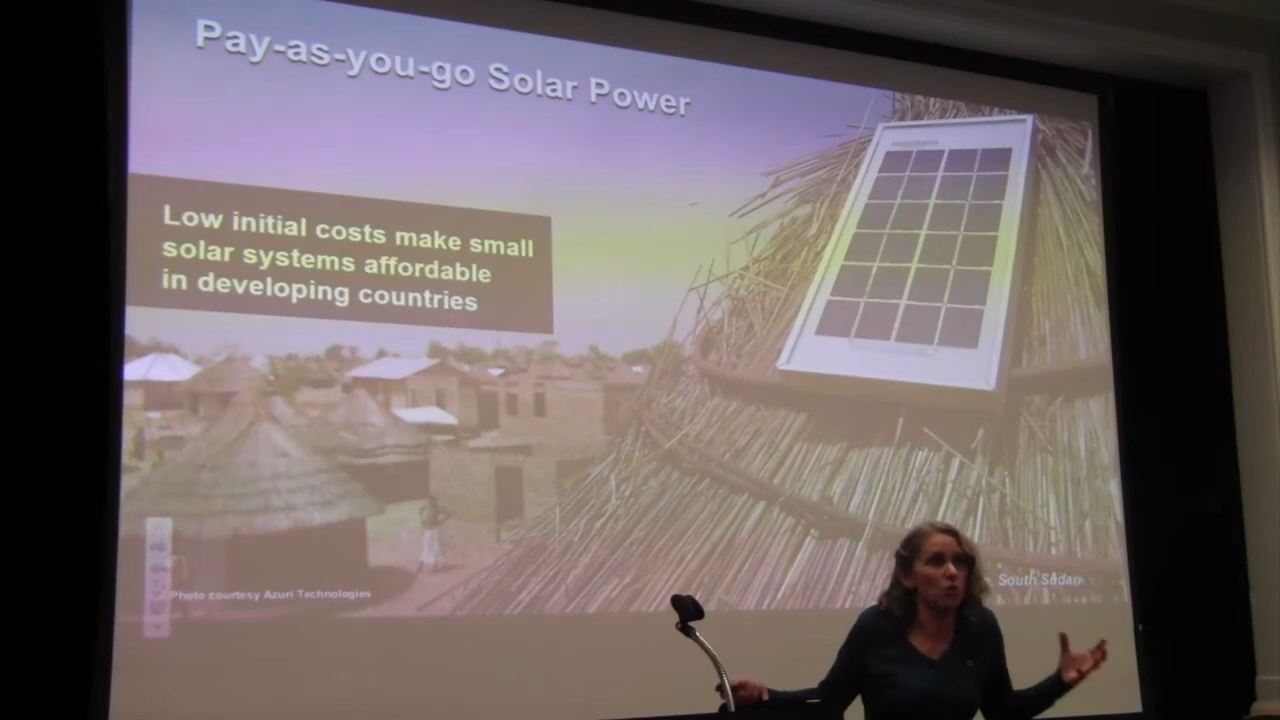 Pay-as-you-go Solar Power
Low initial costs make small
solar systems affordable
in developing countries
Photo courtesy Azuri Technologies
South Sudan